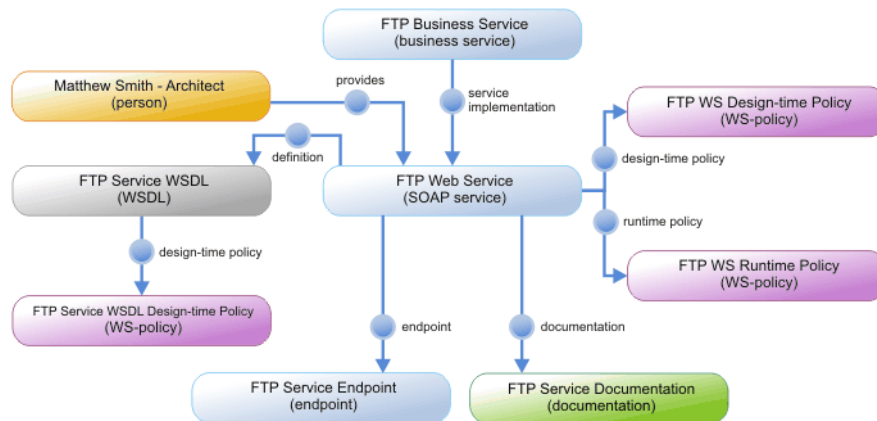 FTP Business Service
(business service)
Matthew Smith - Architect
(person)
provides
service
implementation
FTP WS Design-time Policy
(WS-policy)
definition
design-time policy
FTP Service WSDL
(WSDL)
FTP Web Service
(SOAP service)
runtime policy
design-time policy
FTP WS Runtime Policy
(WS-policy)
FTP Service WSDL Design-time Policy
(WS-policy)
endpoint
documentation
FTP Service Endpoint
(endpoint)
FTP Service Documentation
(documentation)